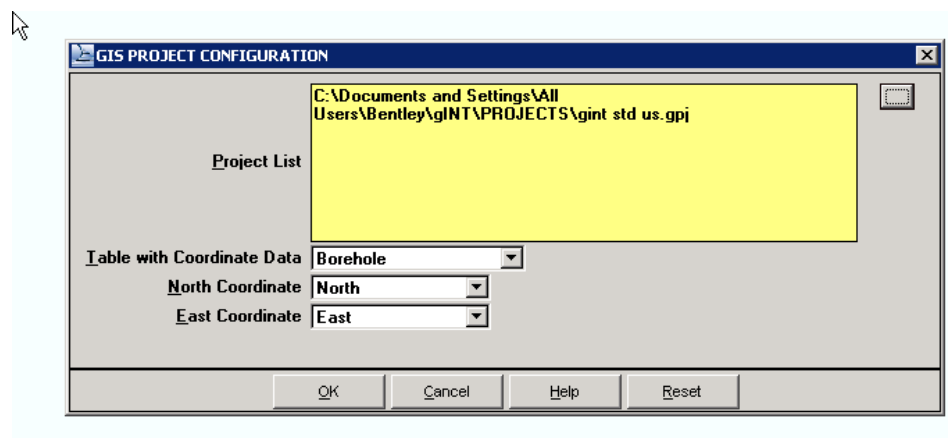 GIS PROJECT CONFIGURATION
C:\Documents and Settings\All
Users\Bentley\gINT\PROJECTS\gint std us.gpj
Project List
Table with Coordinate Data Borehole
North Coordinate North
East Coordinate East
OK Cancel Help Reset